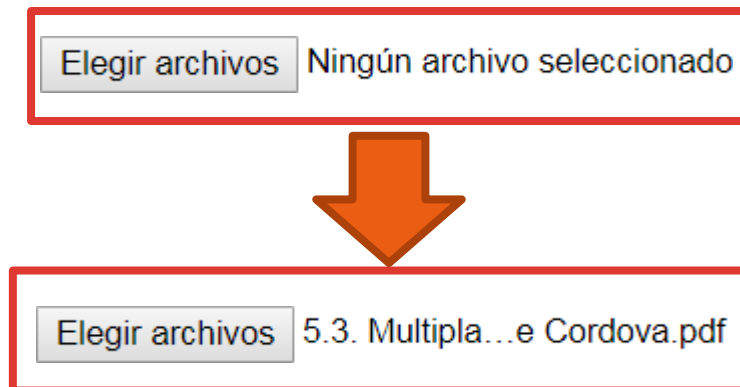 Elegir archivos Ningún archivo seleccionado
Elegir archivos 5.3. Multipla...e Cordova.pdf